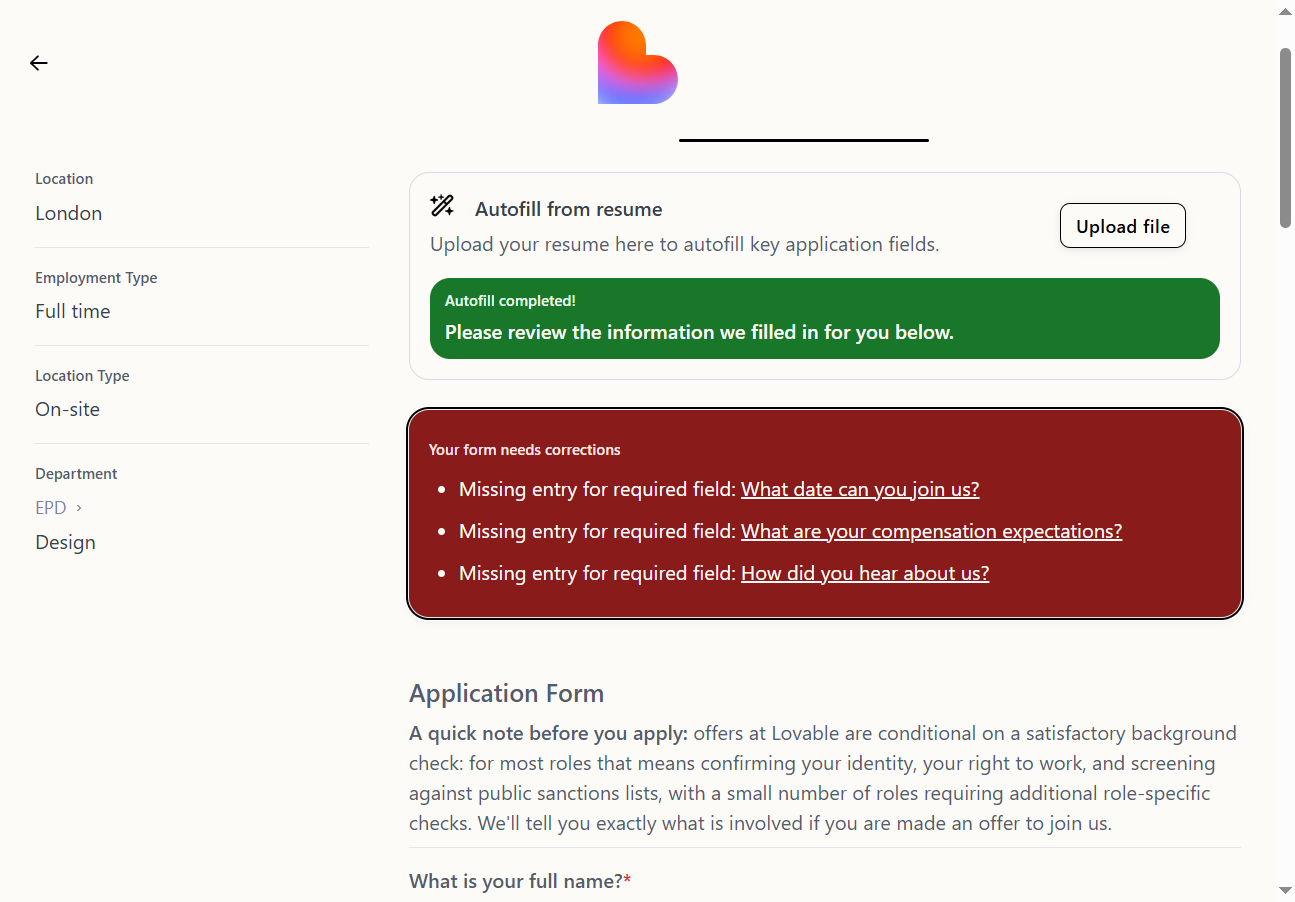 Location
London
Employment Type
Full time
Location Type
On-site
Department
EPD ›
Design
Autofill from resume
Upload your resume here to autofill key application fields.
Upload file
Autofill completed!
Please review the information we filled in for you below.
Your form needs corrections
• Missing entry for required field: What date can you join us?
• Missing entry for required field: What are your compensation expectations?
• Missing entry for required field: How did you hear about us?
Application Form
A quick note before you apply: offers at Lovable are conditional on a satisfactory background
check: for most roles that means confirming your identity, your right to work, and screening
against public sanctions lists, with a small number of roles requiring additional role-specific
checks. We'll tell you exactly what is involved if you are made an offer to join us.
What is your full name?*